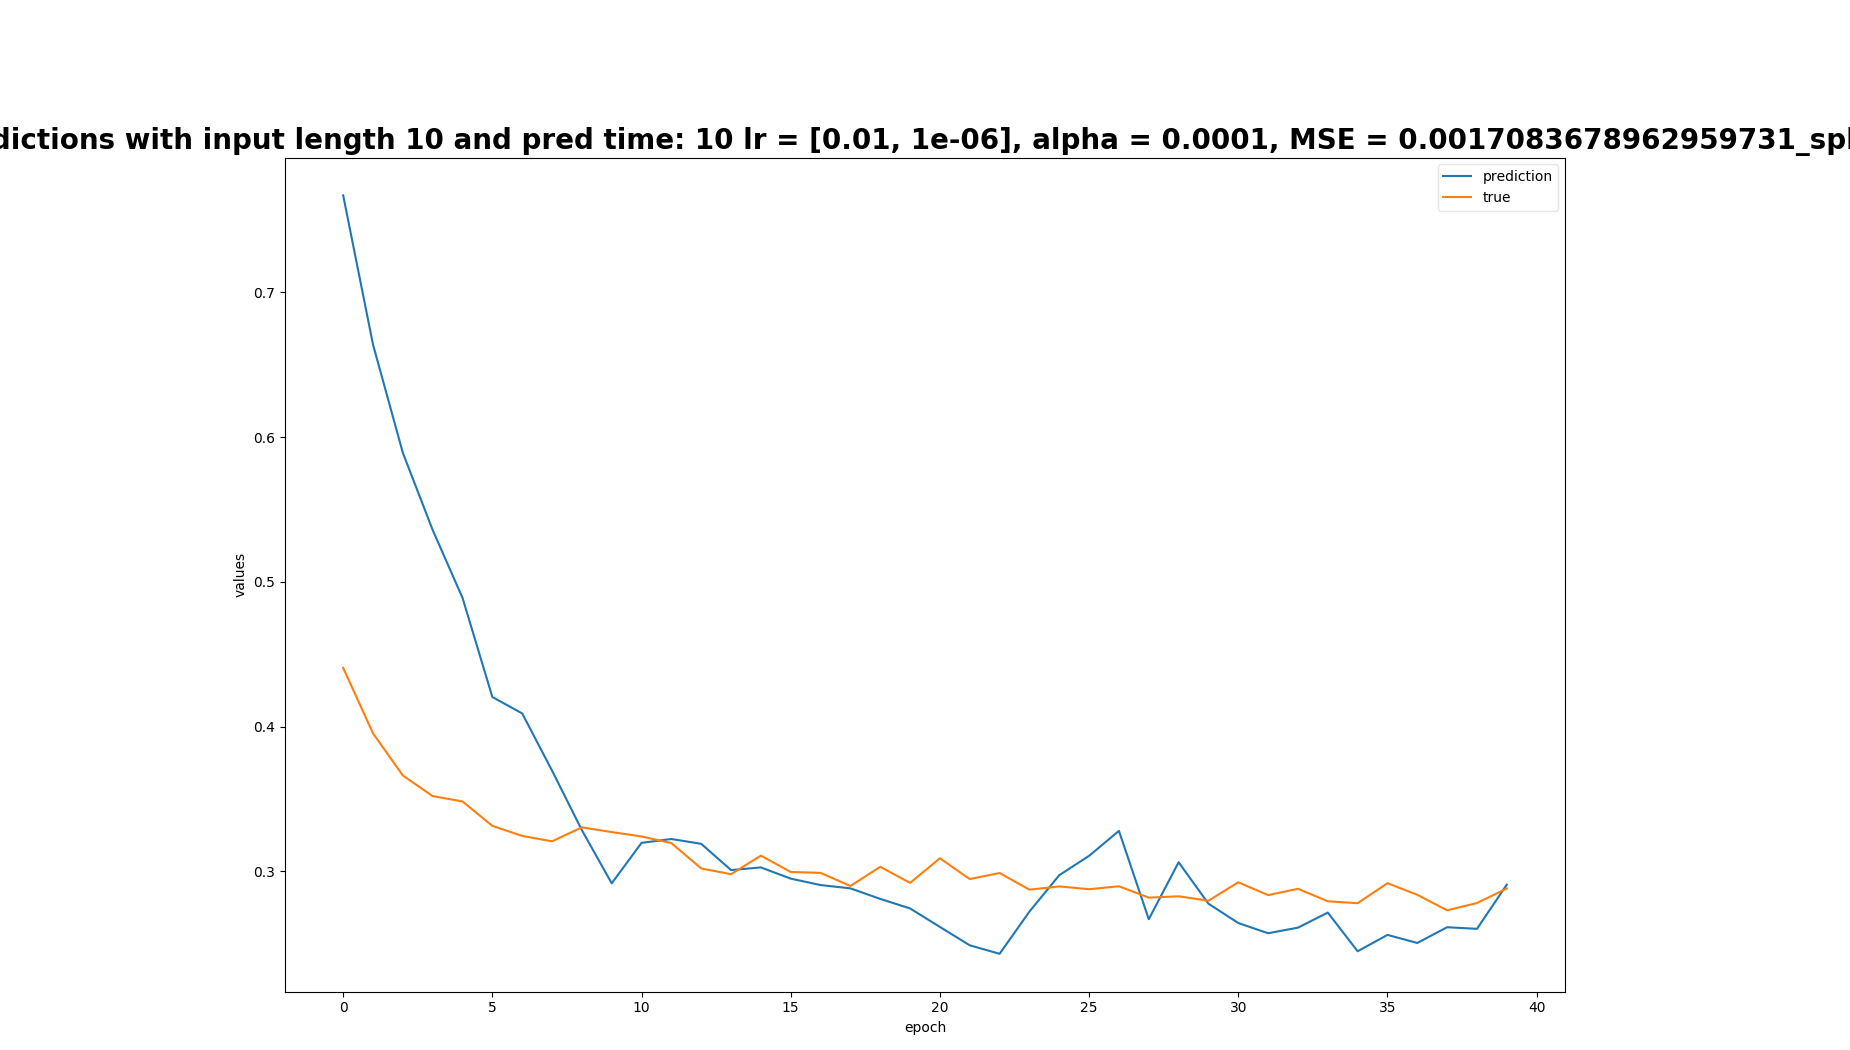 dictions with input length 10 and pred time: 10 lr = [0.01, 1e-06], alpha = 0.0001, MSE = 0.0017083678962959731_spl
prediction
true
0.7
0.6
0.5
0.4
0.3
values
0 5 10 15 20 25 30 35 40
epoch